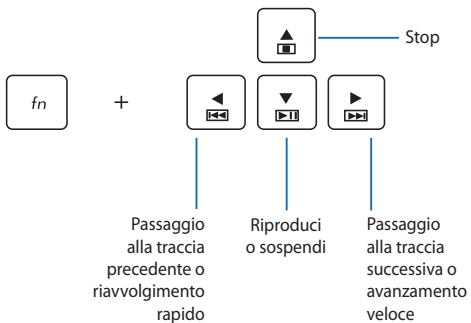 Stop
fn
+
Passaggio
alla traccia
precedente o
riavvolgimento
rapido
Riproduci
o sospendi
Passaggio
alla traccia
successiva o
avanzamento
veloce